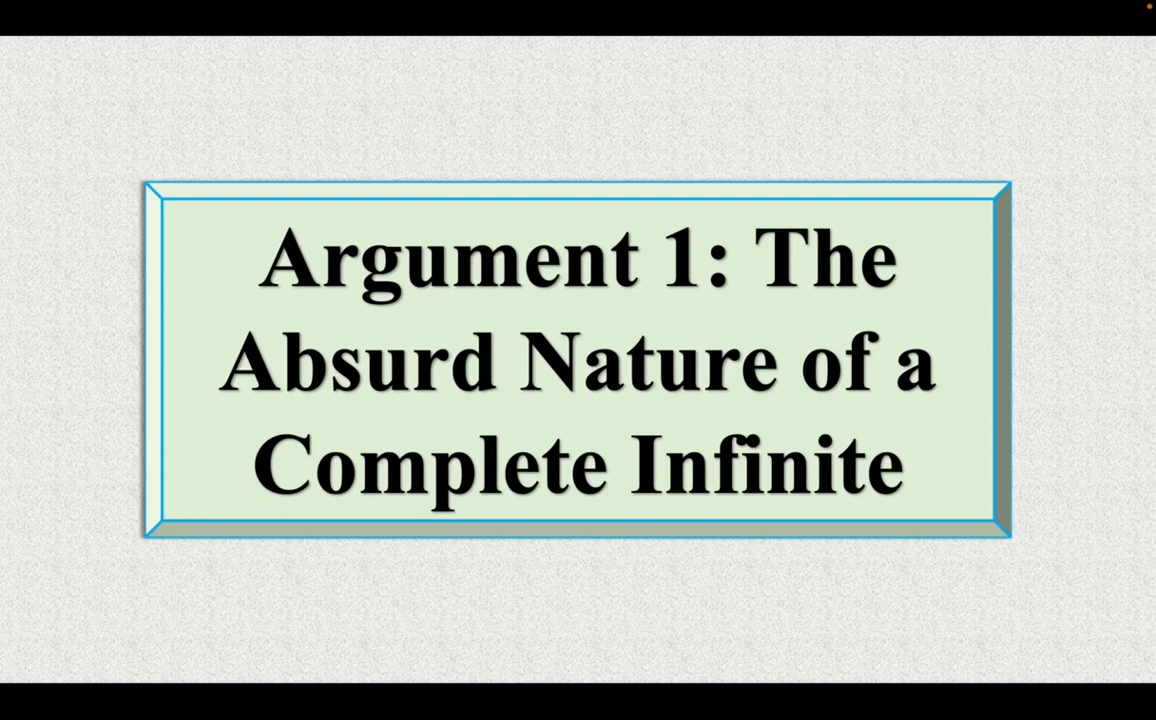 Argument 1: The
Absurd Nature of a
Complete Infinite